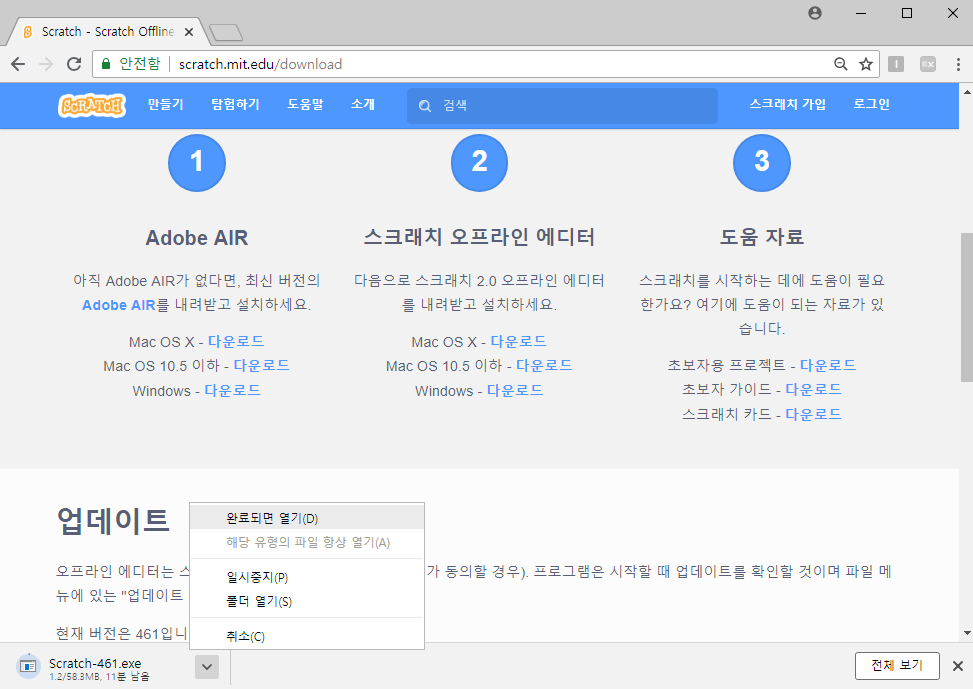 Scratch - Scratch Offline
안전함 scratch.mit.edu/download
SCRATCH 만들기 탐험하기 도움말 소개 검색 스크래치 가입 로그인
1
Adobe AIR
아직 Adobe AIR가 없다면, 최신 버전의
Adobe AIR를 내려받고 설치하세요.
Mac OS X - 다운로드
Mac OS 10.5 이하 - 다운로드
Windows - 다운로드
2
스크래치 오프라인 에디터
다음으로 스크래치 2.0 오프라인 에디터
를 내려받고 설치하세요.
Mac OS X - 다운로드
Mac OS 10.5 이하 - 다운로드
Windows - 다운로드
3
도움 자료
스크래치를 시작하는 데에 도움이 필요
한가요? 여기에 도움이 되는 자료가 있
습니다.
초보자용 프로젝트 - 다운로드
초보자 가이드 - 다운로드
스크래치 카드 - 다운로드
업데이트
오프라인 에디터는 스 가 동의할 경우). 프로그램은 시작할 때 업데이트를 확인할 것이며 파일 메
뉴에 있는 "업데이트
현재 버전은 461입니
완료되면 열기(D)
해당 유형의 파일 항상 열기(A)
일시중지(P)
폴더 열기(S)
취소(C)
Scratch-461.exe
1.2/58.3MB, 11분 남음
전체 보기